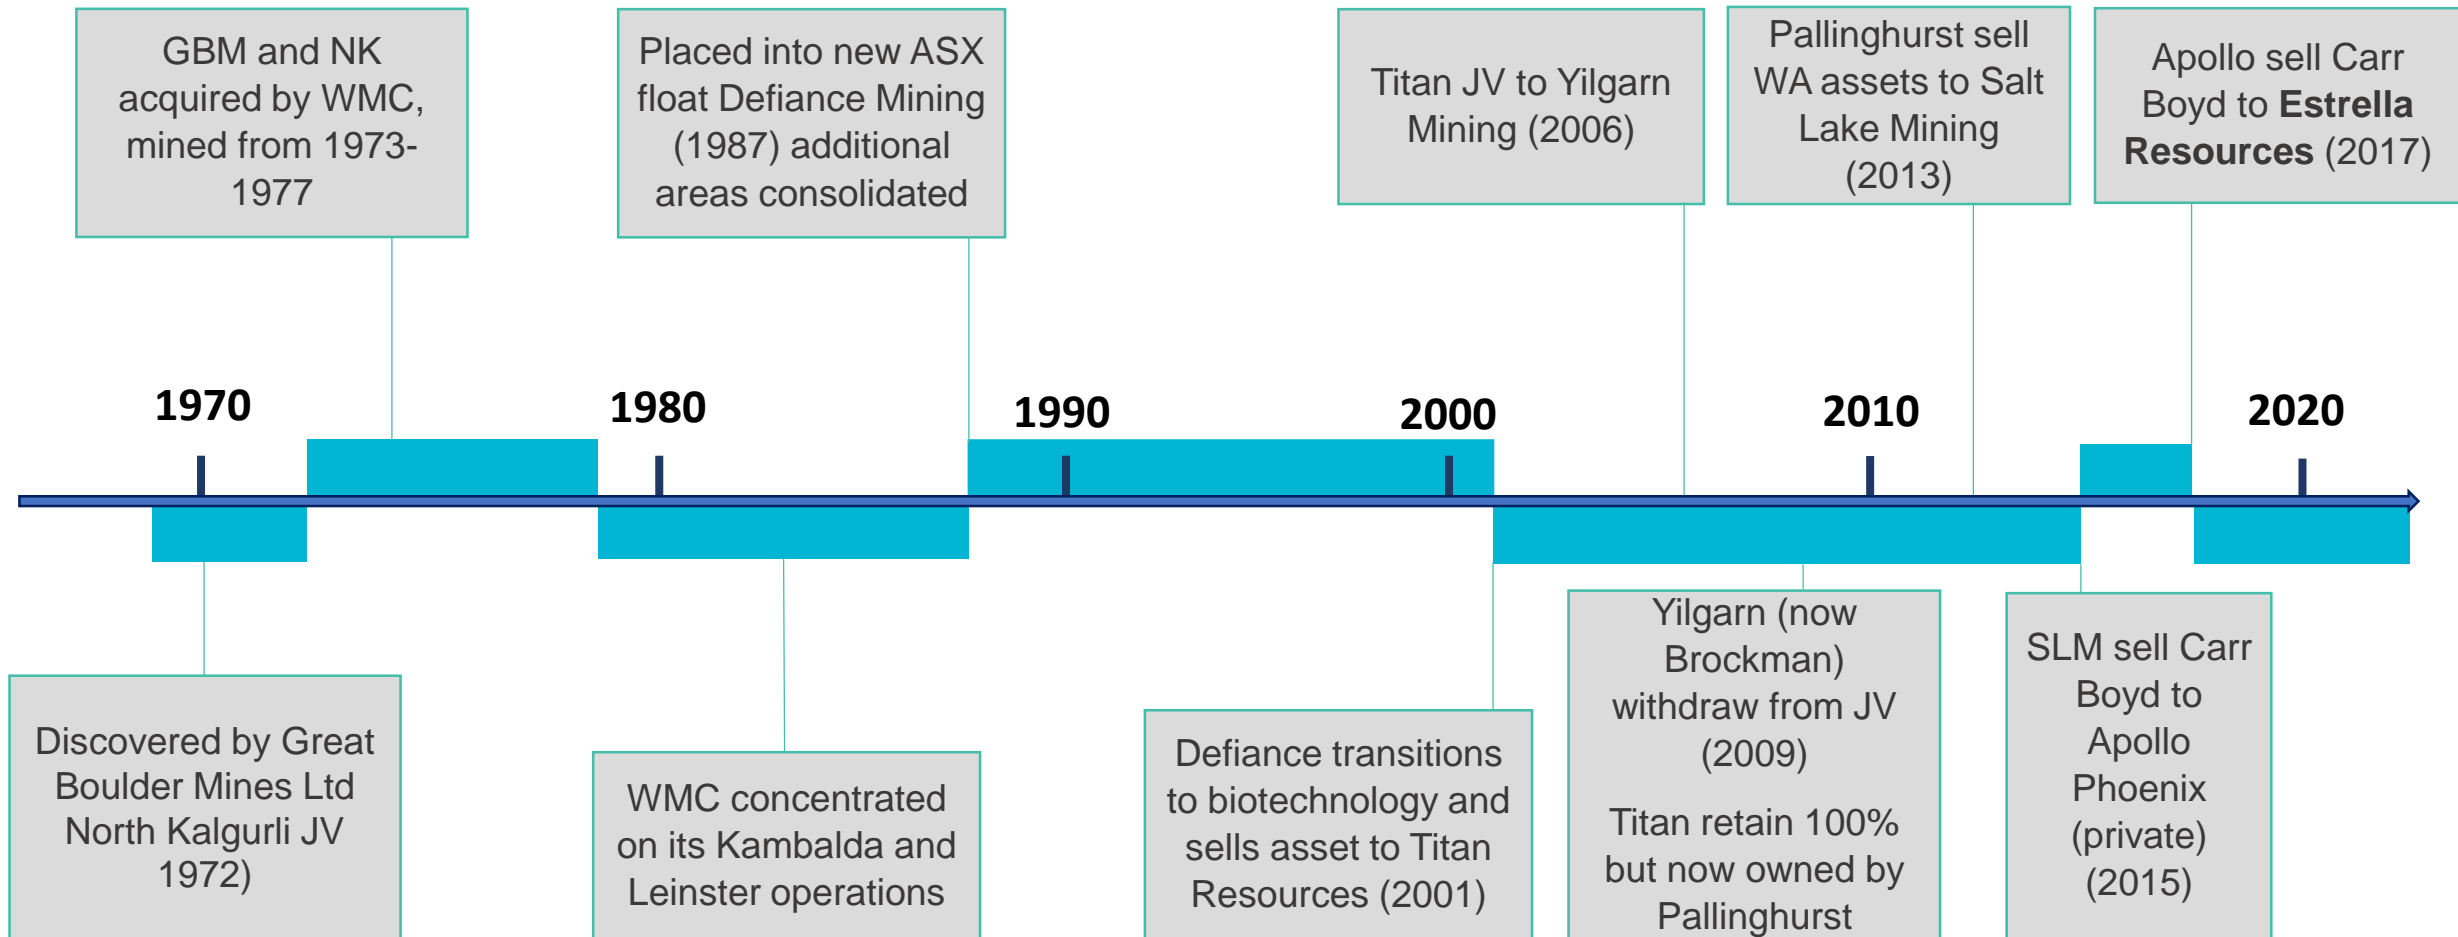 GBM and NK
acquired by WMC,
mined from 1973-
1977
Placed into new ASX
float Defiance Mining
(1987) additional
areas consolidated
Titan JV to Yilgarn
Mining (2006)
Pallinghurst sell
WA assets to Salt
Lake Mining
(2013)
Apollo sell Carr
Boyd to Estrella
Resources (2017)
1970
1980
1990
2000
2010
2020
Discovered by Great
Boulder Mines Ltd
North Kalgurli JV
1972)
WMC concentrated
on its Kambalda and
Leinster operations
Defiance transitions
to biotechnology and
sells asset to Titan
Resources (2001)
Yilgarn (now
Brockman)
withdraw from JV
(2009)
Titan retain 100%
but now owned by
Pallinghurst
SLM sell Carr
Boyd to
Apollo
Phoenix
(private)
(2015)